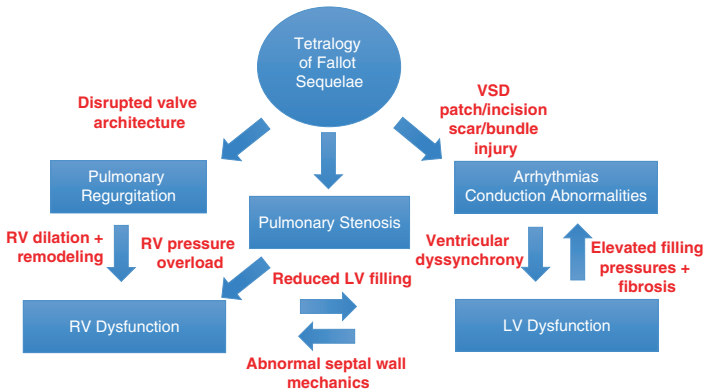 Tetralogy
of Fallot
Sequelae
Disrupted valve
architecture
VSD
patch/incision
scar/bundle
injury
Pulmonary
Regurgitation
Pulmonary Stenosis
Arrhythmias
Conduction Abnormalities
RV dilation +
remodeling
RV pressure
overload
Ventricular
dyssynchrony
Elevated filling
pressures +
fibrosis
Reduced LV filling
RV Dysfunction
LV Dysfunction
Abnormal septal wall
mechanics